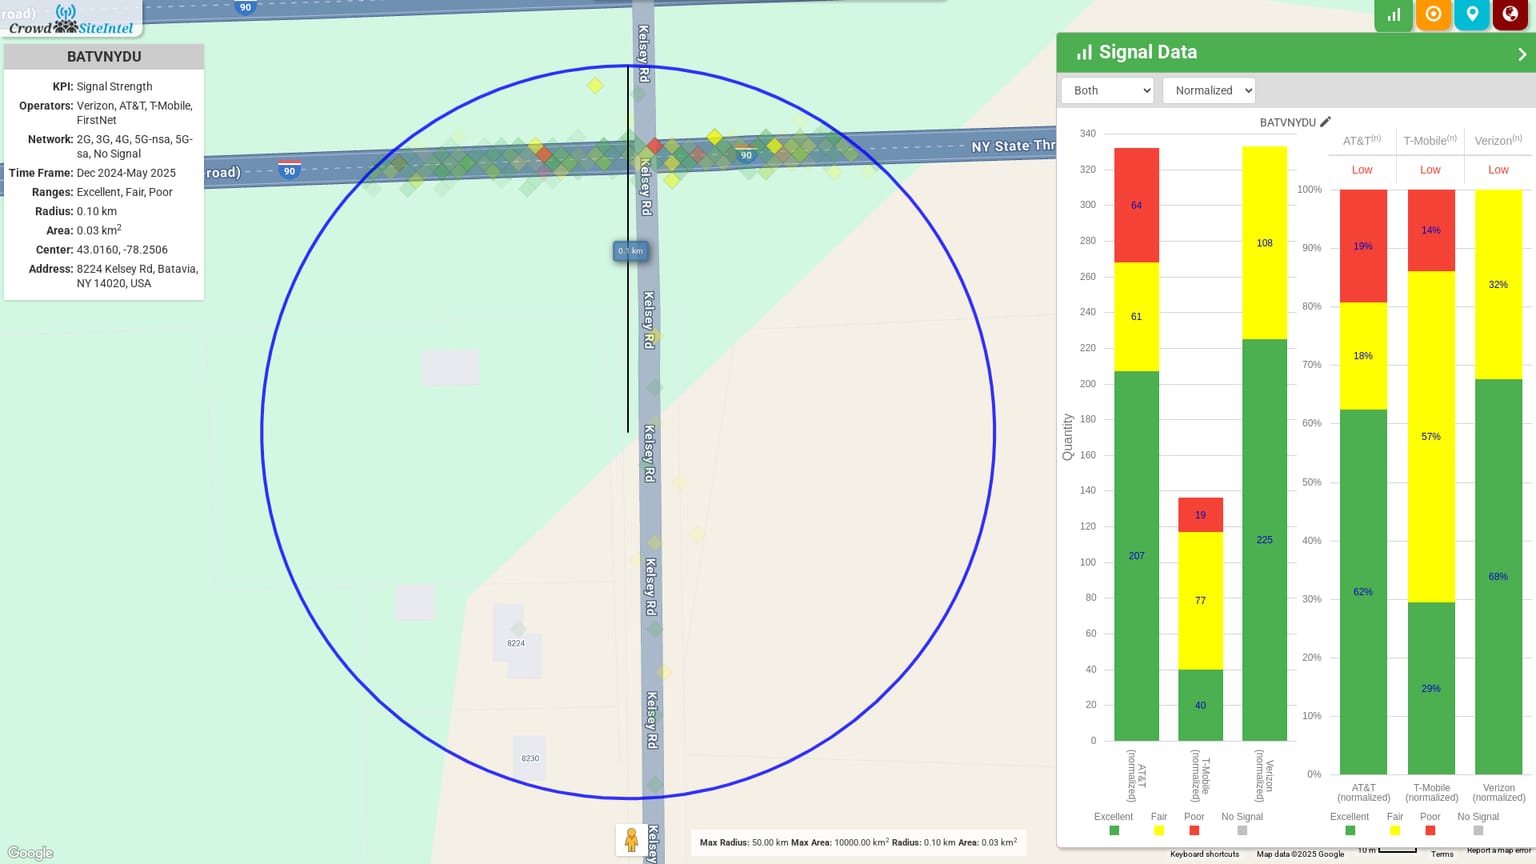 road)
90
Crowd SiteIntel
BATVNYDU
KPI: Signal Strength
Operators: Verizon, AT&T, T-Mobile,
FirstNet
Network: 2G, 3G, 4G, 5G-nsa, 5G-
sa, No Signal
Time Frame: Dec 2024-May 2025
Ranges: Excellent, Fair, Poor
Radius: 0.10 km
Area: 0.03 km²
Center: 43.0160, -78.2506
Address: 8224 Kelsey Rd, Batavia,
NY 14020, USA
Kelsey Rd
road)
90
90
NY State Thr
Kelsey Rd
0.1 km
Kelsey Rd
Kelsey Rd
Kelsey Rd
8224
Kelsey Rd
8230
Kelsey
Google
Max Radius: 50.00 km Max Area: 10000.00 km² Radius: 0.10 km Area: 0.03 km²
Signal Data
Both
Normalized
BATVNYDU
Quantity
340
320
300
280
260
240
220
200
180
160
140
120
100
80
60
40
20
0
64
61
207
19
77
40
108
225
AT&T
(normalized)
T-Mobile
(normalized)
Verizon
(normalized)
Excellent Fair Poor No Signal
AT&T(n) T-Mobile(n) Verizon(n)
Low Low Low
100%
90%
80%
70%
60%
50%
40%
30%
20%
10%
0%
19%
18%
62%
14%
57%
29%
32%
68%
AT&T
(normalized)
T-Mobile
(normalized)
Verizon
(normalized)
Excellent Fair Poor No Signal
Keyboard shortcuts Map data ©2025 Google 10 m Terms Report a map error